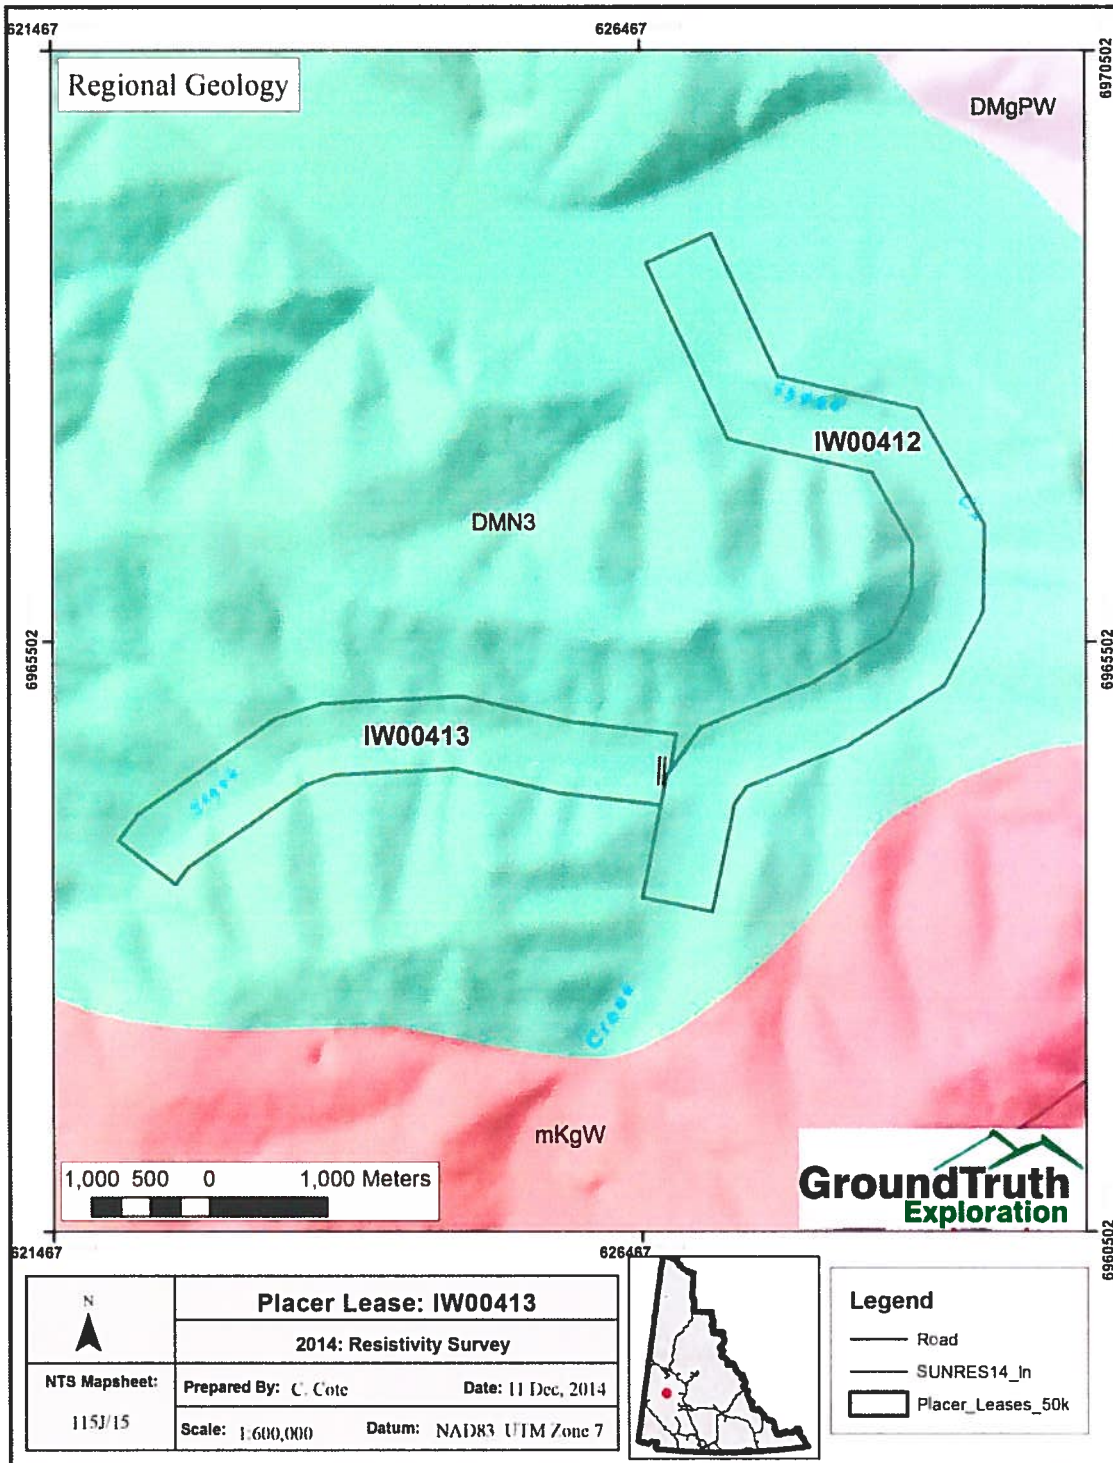 621467 626467
6970502
Regional Geology
DMgPW
IW00412
DMN3
6965502 6965502
IW00413
Creek
mKgW
1,000 500 0 1,000 Meters
GroundTruth
Exploration
6960502
621467 626467
N
Placer Lease: IW00413
2014: Resistivity Survey
NTS Mapsheet:
115J/15
Prepared By: C. Cote Date: 11 Dec, 2014
Scale: 1:600,000 Datum: NAD83 UTM Zone 7
Legend
Road
SUNRES14_ln
Placer_Leases_50k